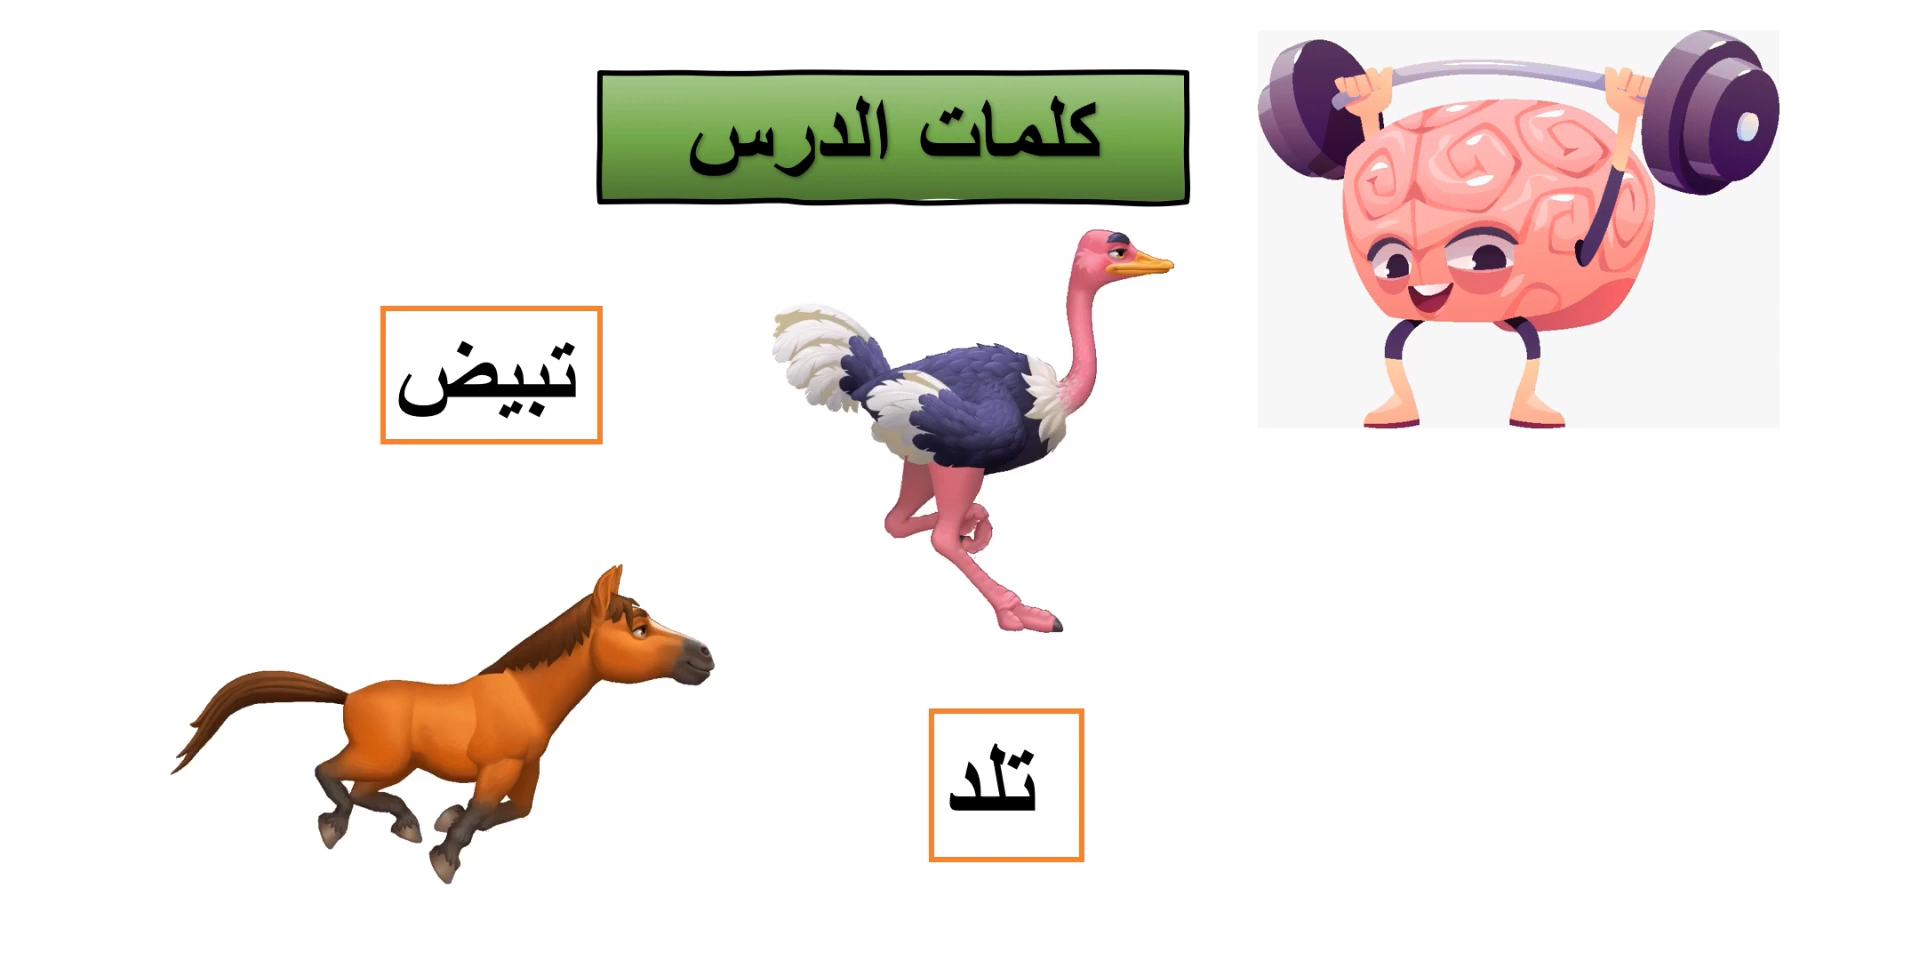 كلمات الدرس
تبيض
تلد